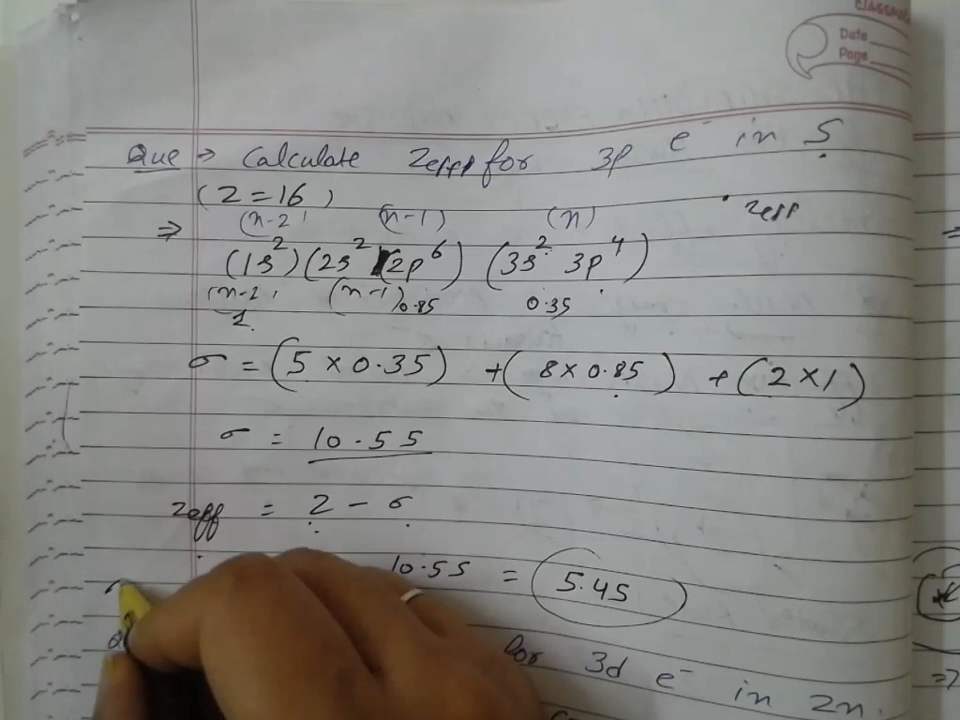 CLASSMATE
Date
Page
Que ⇒ Calculate Zeff for 3p e⁻ in S
(Z = 16)
Zeff
(n-2) (n-1) (n)
⇒ (1s²)(2s² 2p⁶) (3s² 3p⁴)
(n-2) (n-1) 0.85 0.35
1.
σ = (5 × 0.35) + (8 × 0.85) + (2 × 1)
σ = 10.55
Zeff = Z - σ
10.55 = 5.45
for 3d e⁻ in Zn.